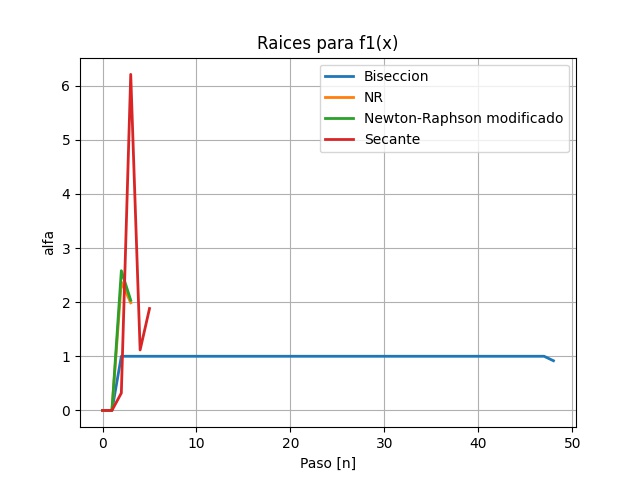 Raices para f1(x)
Biseccion
NR
Newton-Raphson modificado
Secante
alfa
6
5
4
3
2
1
0
0 10 20 30 40 50
Paso [n]